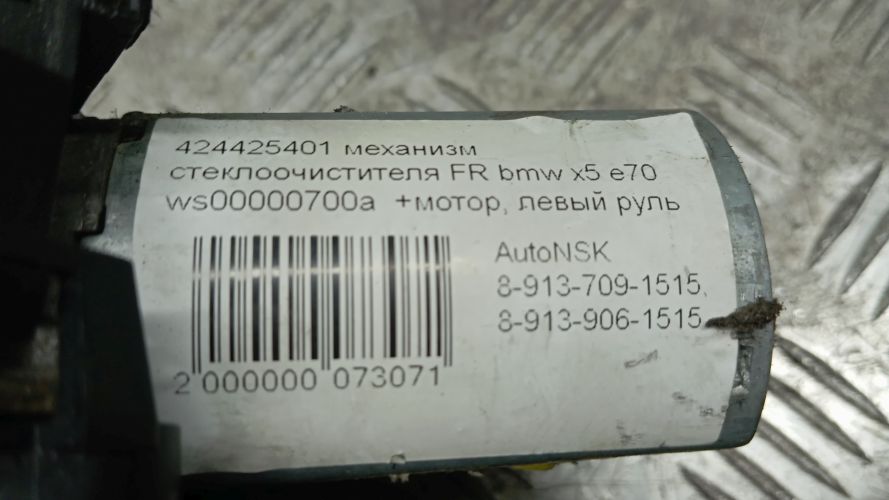 424425401 механизм
стеклоочистителя FR bmw x5 e70
ws00000700a +мотор, левый руль
AutoNSK
8-913-709-1515,
8-913-906-1515
2 000000 073071